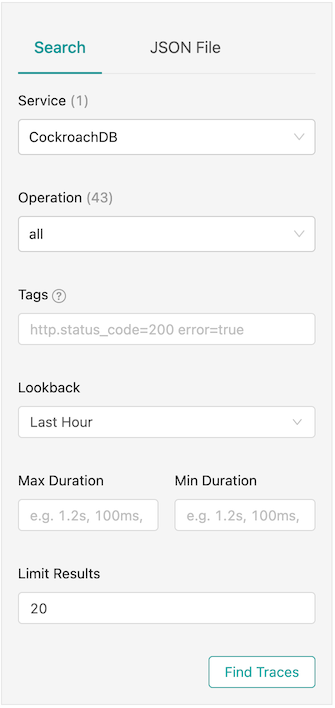 Search JSON File
Service (1)
CockroachDB
Operation (43)
all
Tags ?
http.status_code=200 error=true
Lookback
Last Hour
Max Duration Min Duration
e.g. 1.2s, 100ms, e.g. 1.2s, 100ms,
Limit Results
20
Find Traces